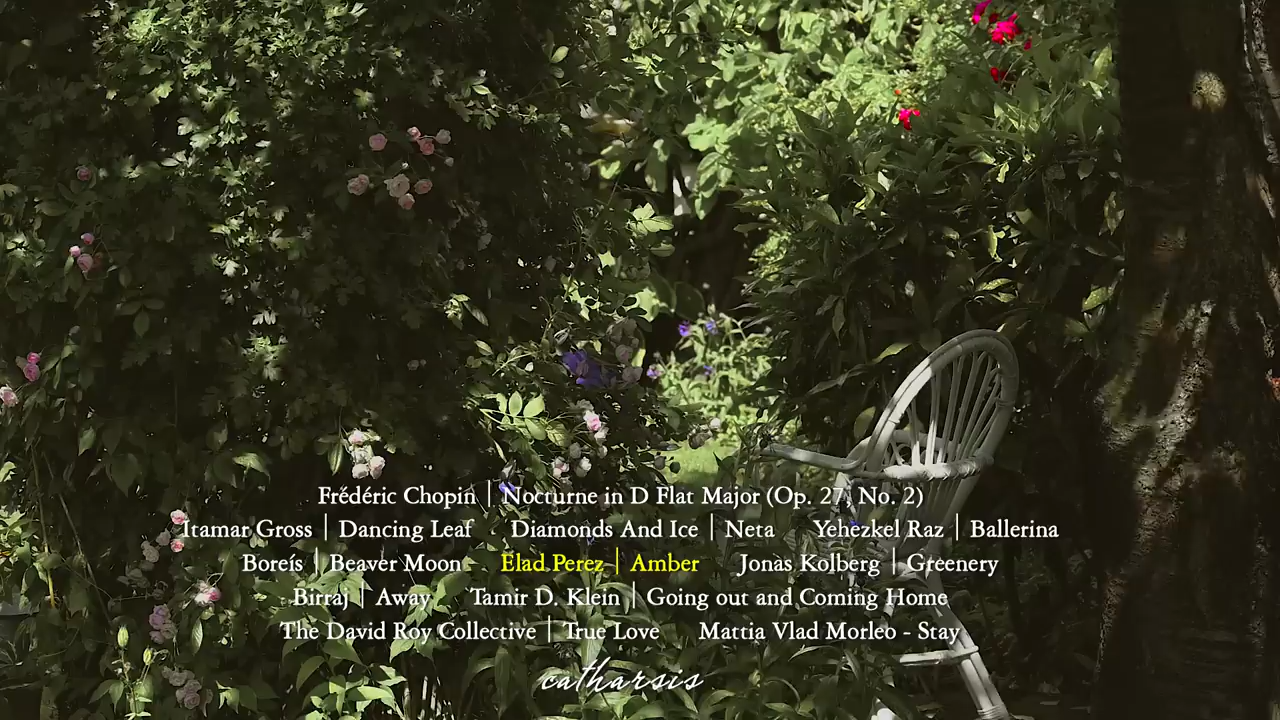 Frédéric Chopin | Nocturne in D Flat Major (Op. 27, No. 2)
Itamar Gross | Dancing Leaf Diamonds And Ice | Neta Yehezkel Raz | Ballerina
Boreís | Beaver Moon Elad Perez | Amber Jonas Kolberg | Greenery
Birraj | Away Tamir D. Klein | Going out and Coming Home
The David Roy Collective | True Love Mattia Vlad Morleo - Stay
catharsis